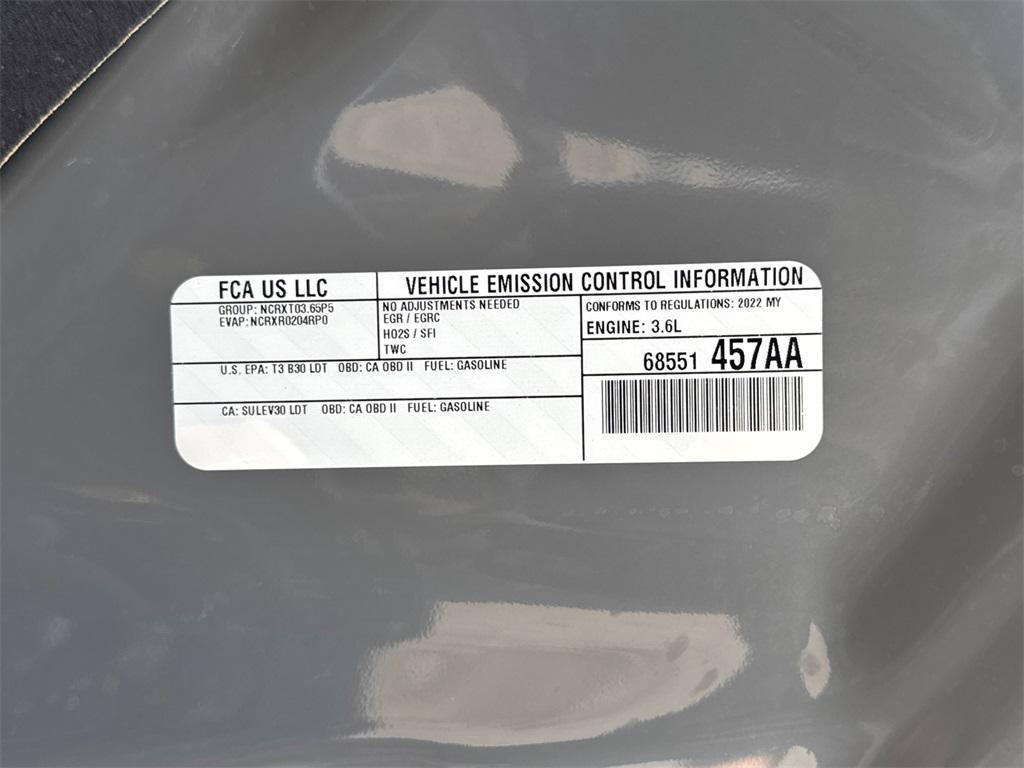 FCA US LLC
VEHICLE EMISSION CONTROL INFORMATION
GROUP: NCRXT03.65P5
EVAP: NCRXR0204RP0
NO ADJUSTMENTS NEEDED
EGR / EGRC
HO2S / SFI
TWC
CONFORMS TO REGULATIONS: 2022 MY
ENGINE: 3.6L
68551 457AA
U.S. EPA: T3 B30 LDT OBD: CA OBD II FUEL: GASOLINE
CA: SULEV30 LDT OBD: CA OBD II FUEL: GASOLINE